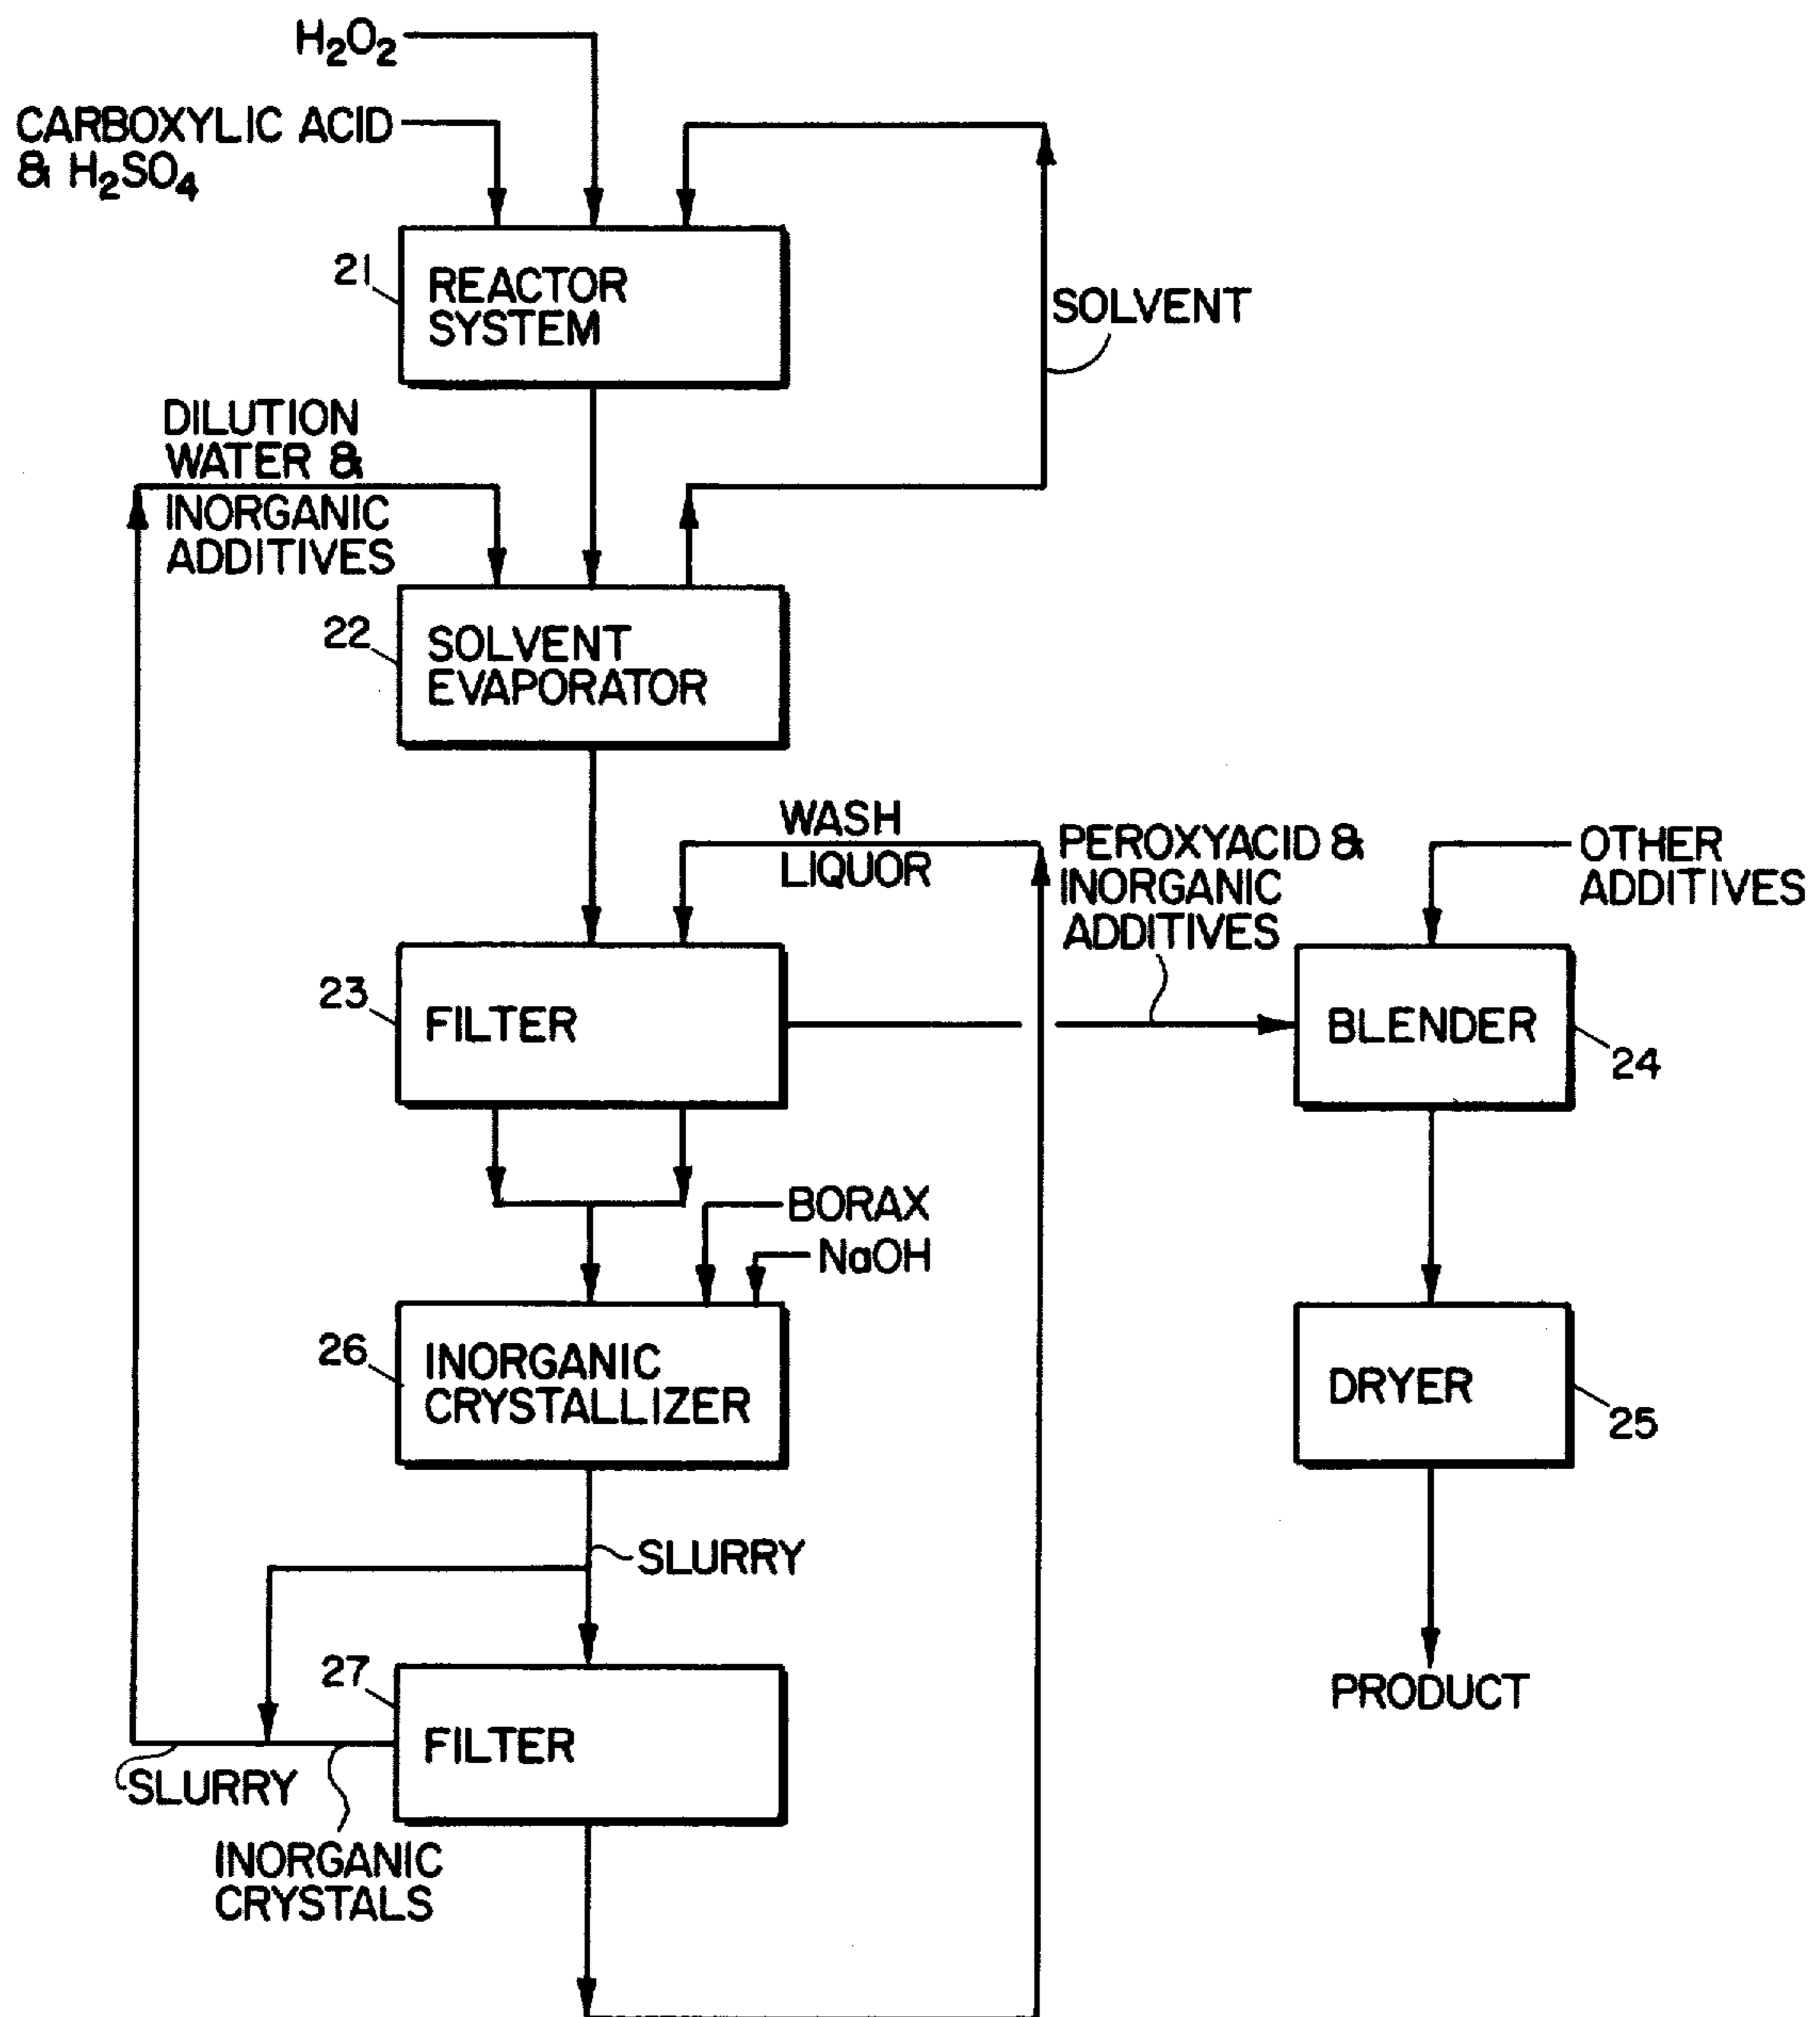 H₂O₂
CARBOXYLIC ACID
& H₂SO₄
21
REACTOR
SYSTEM
SOLVENT
DILUTION
WATER &
INORGANIC
ADDITIVES
22
SOLVENT
EVAPORATOR
WASH
LIQUOR
PEROXYACID &
INORGANIC
ADDITIVES
OTHER
ADDITIVES
23
FILTER
BLENDER
24
BORAX
NaOH
26
INORGANIC
CRYSTALLIZER
DRYER
25
SLURRY
27
FILTER
PRODUCT
SLURRY
INORGANIC
CRYSTALS